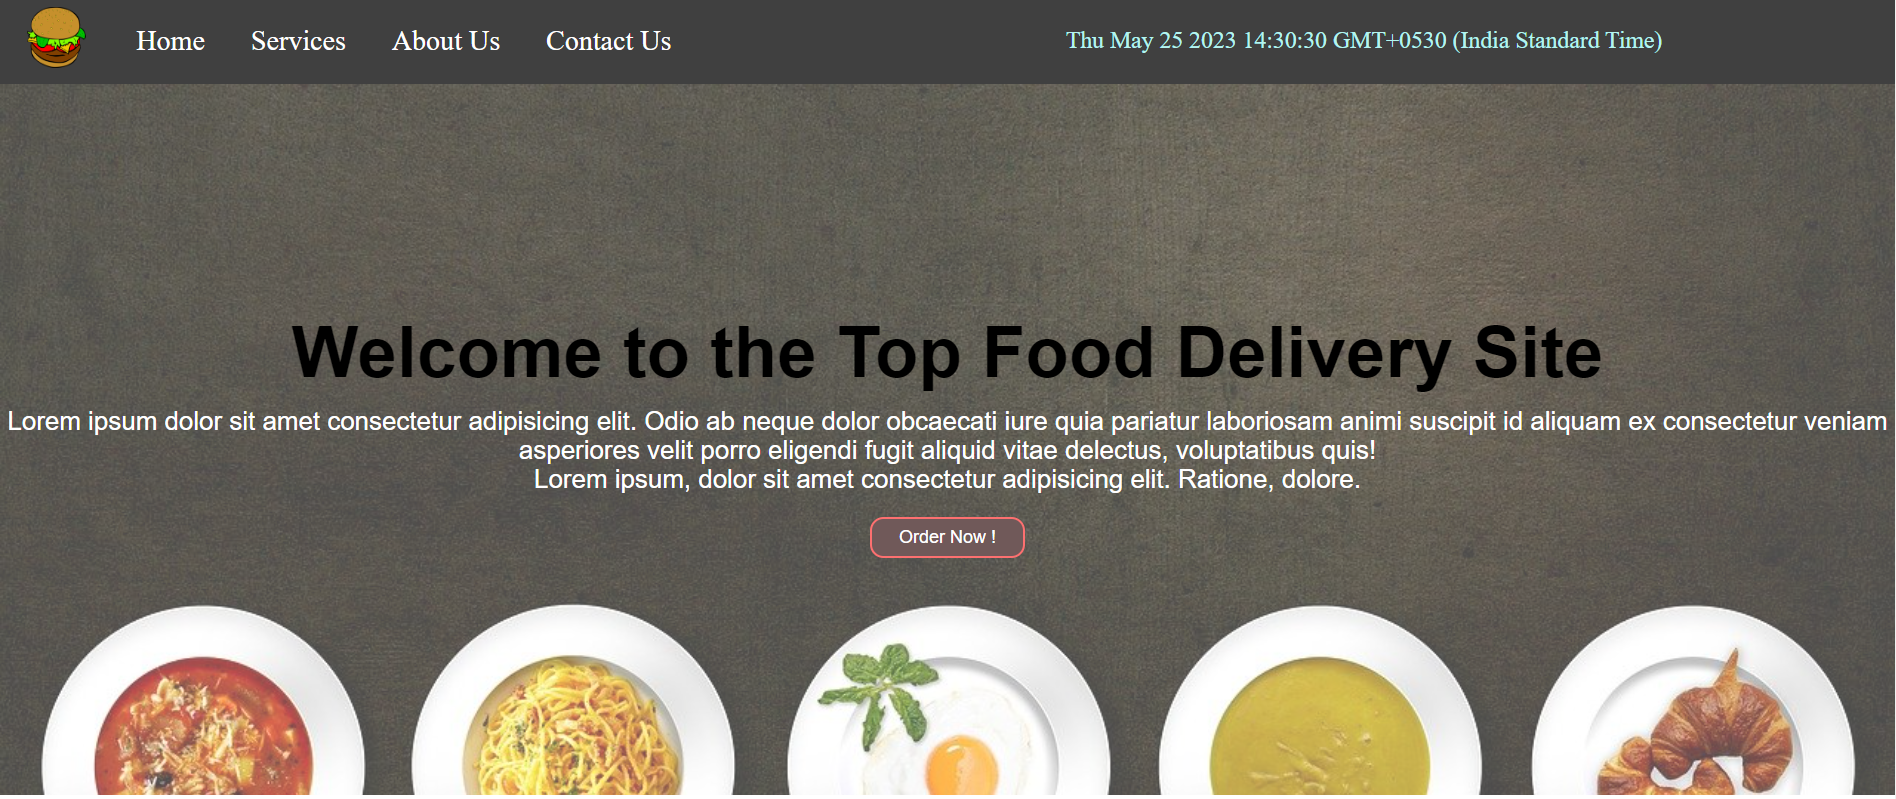 Home Services About Us Contact Us Thu May 25 2023 14:30:30 GMT+0530 (India Standard Time)
Welcome to the Top Food Delivery Site
Lorem ipsum dolor sit amet consectetur adipisicing elit. Odio ab neque dolor obcaecati iure quia pariatur laboriosam animi suscipit id aliquam ex consectetur veniam
asperiores velit porro eligendi fugit aliquid vitae delectus, voluptatibus quis!
Lorem ipsum, dolor sit amet consectetur adipisicing elit. Ratione, dolore.
Order Now !